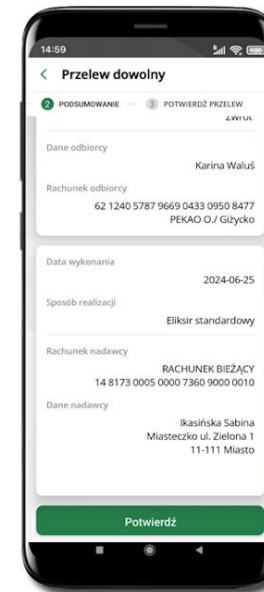 14:59
Przelew dowolny
2 PODSUMOWANIE 3 POTWIERDŹ PRZELEW
Zwrot
Dane odbiorcy
Karina Waluś
Rachunek odbiorcy
62 1240 5787 9669 0433 0950 8477
PEKAO O./ Giżycko
Data wykonania
2024-06-25
Sposób realizacji
Eliksir standardowy
Rachunek nadawcy
RACHUNEK BIEŻĄCY
14 8173 0005 0000 7360 9000 0010
Dane nadawcy
Ikasińska Sabina
Miasteczko ul. Zielona 1
11-111 Miasto
Potwierdź